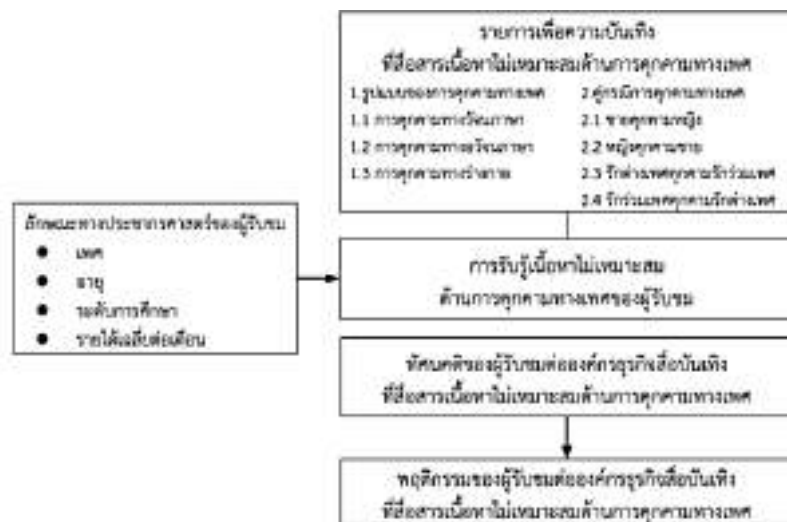 รายการเพื่อความบันเทิง
ที่สื่อสารเนื้อหาไม่เหมาะสมด้านการคุกคามทางเพศ
1.รูปแบบของการคุกคามทางเพศ
1.1 การคุกคามทางวัจนภาษา
1.2 การคุกคามทางอวัจนภาษา
1.3 การคุกคามทางร่างกาย
2.คู่กรณีการคุกคามทางเพศ
2.1 ชายคุกคามหญิง
2.2 หญิงคุกคามชาย
2.3 รักต่างเพศคุกคามรักร่วมเพศ
2.4 รักร่วมเพศคุกคามรักต่างเพศ
ลักษณะทางประชากรศาสตร์ของผู้รับชม
● เพศ
● อายุ
● ระดับการศึกษา
● รายได้เฉลี่ยต่อเดือน
การรับรู้เนื้อหาไม่เหมาะสม
ด้านการคุกคามทางเพศของผู้รับชม
ทัศนคติของผู้รับชมต่อองค์กรธุรกิจสื่อบันเทิง
ที่สื่อสารเนื้อหาไม่เหมาะสมด้านการคุกคามทางเพศ
พฤติกรรมของผู้รับชมต่อองค์กรธุรกิจสื่อบันเทิง
ที่สื่อสารเนื้อหาไม่เหมาะสมด้านการคุกคามทางเพศ